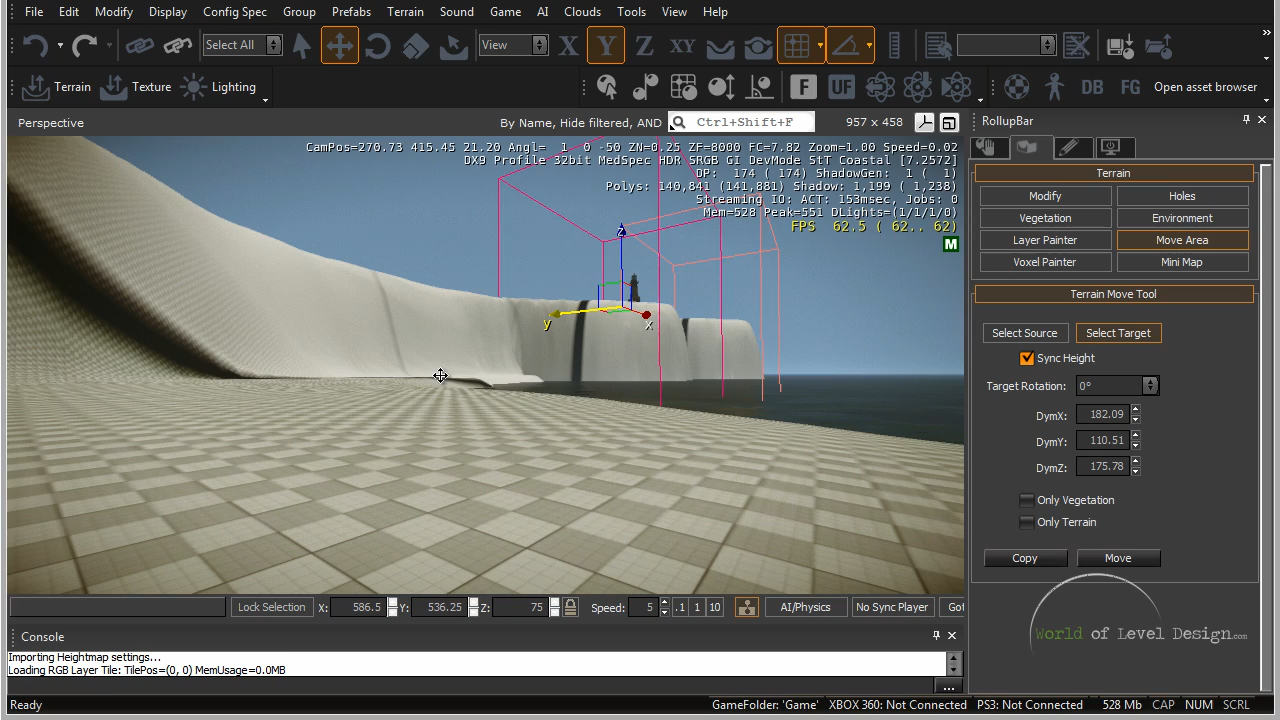 File Edit Modify Display Config Spec Group Prefabs Terrain Sound Game AI Clouds Tools View Help
Select All View X Y Z XY
Terrain Texture Lighting F UF DB FG Open asset browser
Perspective By Name, Hide filtered, AND Ctrl+Shift+F 957 x 458
RollupBar
CamPos=270.73 415.45 21.20 Angl= 1 -50 ZN=0.25 ZF=8000 FC=7.82 Zoom=1.00 Speed=0.02
DX9 Profile 32bit MedSpec HDR SRGB GI DevMode StT Coastal [7.2572]
DP: 174 ( 174) ShadowGen: 1 ( 1)
Polys: 140,841 (141,881) Shadow: 1,199 ( 1,238)
Streaming IO: ACT: 153msec, Jobs: 0
Mem=528 Peak=551 DLights=(1/1/1/0)
FPS 62.5 ( 62.. 62)
M
z
y
x
Terrain
Modify Holes
Vegetation Environment
Layer Painter Move Area
Voxel Painter Mini Map
Terrain Move Tool
Select Source Select Target
Sync Height
Target Rotation: 0°
DymX: 182.09
DymY: 110.51
DymZ: 175.78
Only Vegetation
Only Terrain
Copy Move
World of Level Design.com
Lock Selection X: 586.5 Y: 536.25 Z: 75 Speed: 5 .1 1 10 AI/Physics No Sync Player Got
Console
Importing Heightmap settings...
Loading RGB Layer Tile: TilePos=(0, 0) MemUsage=0.0MB
...
Ready GameFolder: 'Game' XBOX 360: Not Connected PS3: Not Connected 528 Mb CAP NUM SCRL